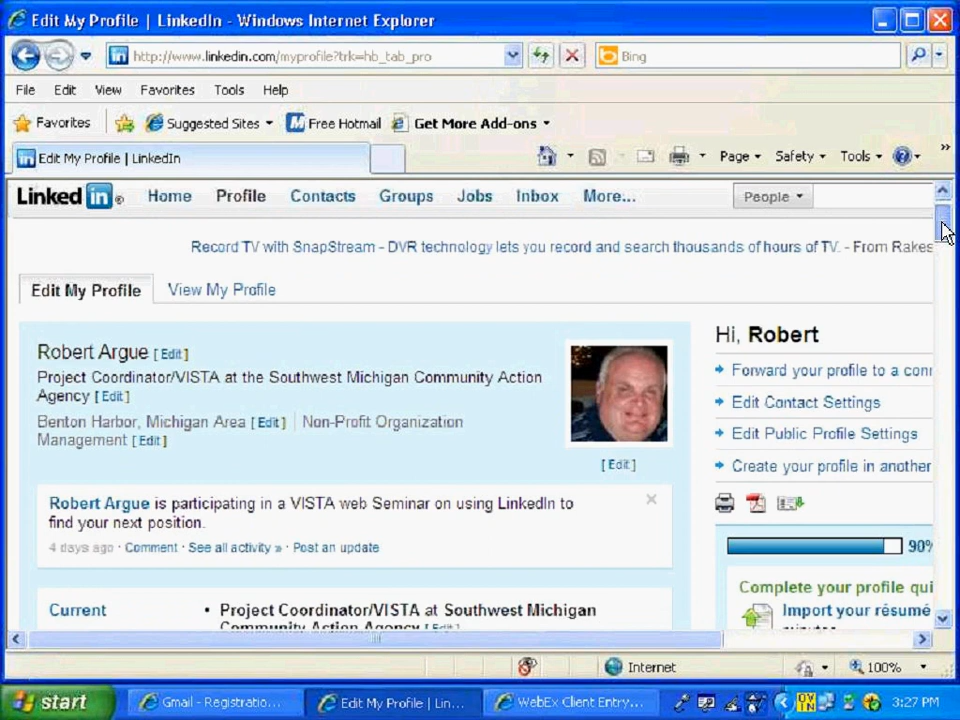 Edit My Profile | LinkedIn - Windows Internet Explorer
http://www.linkedin.com/myprofile?trk=hb_tab_pro
Bing
File Edit View Favorites Tools Help
Favorites Suggested Sites Free Hotmail Get More Add-ons
Edit My Profile | LinkedIn Page Safety Tools »
Linked in ® Home Profile Contacts Groups Jobs Inbox More... People
Record TV with SnapStream - DVR technology lets you record and search thousands of hours of TV. - From Rakes
Edit My Profile View My Profile
Hi, Robert
Robert Argue [Edit]
Forward your profile to a conn
Project Coordinator/VISTA at the Southwest Michigan Community Action
Agency [Edit]
Edit Contact Settings
Benton Harbor, Michigan Area [Edit] | Non-Profit Organization
Management [Edit]
Edit Public Profile Settings
[Edit]
Create your profile in another
Robert Argue is participating in a VISTA web Seminar on using LinkedIn to
find your next position.
4 days ago · Comment · See all activity » · Post an update
90%
Complete your profile qui
Import your résumé
Current • Project Coordinator/VISTA at Southwest Michigan
Community Action Agency [Edit]
Internet 100%
start Gmail - Registratio... Edit My Profile | Lin... WebEx Client Entry... 3:27 PM